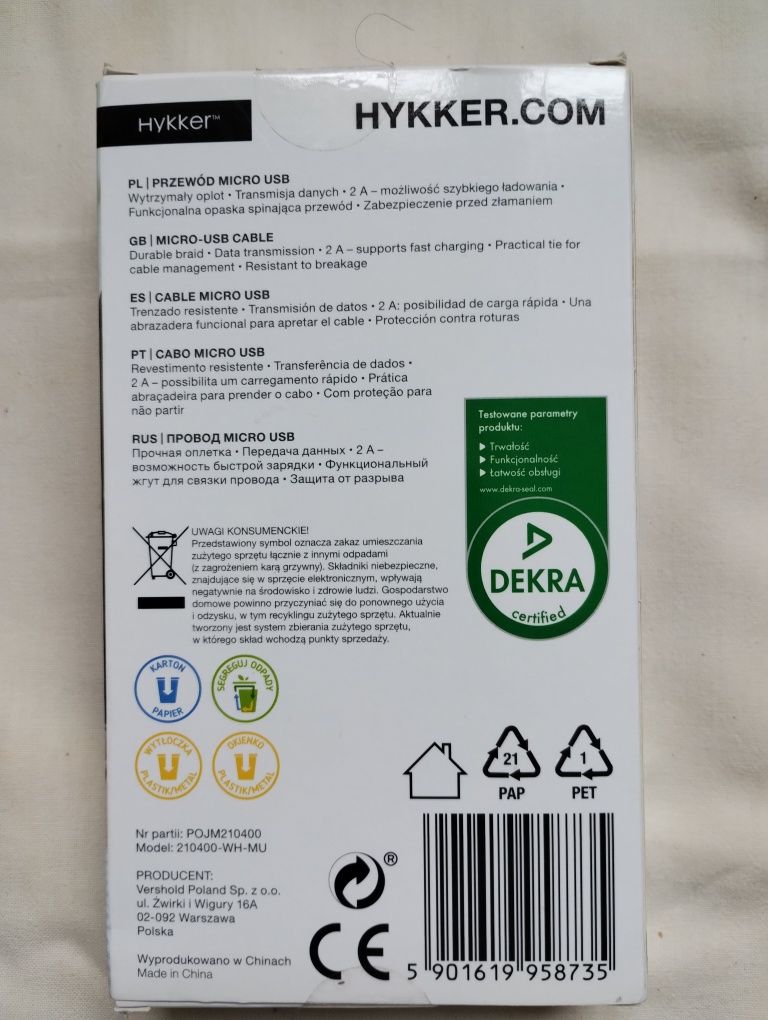 Hykker™
HYKKER.COM
PL | PRZEWÓD MICRO USB
Wytrzymały oplot • Transmisja danych • 2 A – możliwość szybkiego ładowania •
Funkcjonalna opaska spinająca przewód • Zabezpieczenie przed złamaniem
GB | MICRO-USB CABLE
Durable braid • Data transmission • 2 A – supports fast charging • Practical tie for
cable management • Resistant to breakage
ES | CABLE MICRO USB
Trenzado resistente • Transmisión de datos • 2 A: posibilidad de carga rápida • Una
abrazadera funcional para apretar el cable • Protección contra roturas
PT | CABO MICRO USB
Revestimento resistente • Transferência de dados •
2 A – possibilita um carregamento rápido • Prática
abraçadeira para prender o cabo • Com proteção para
não partir
RUS | ПРОВОД MICRO USB
Прочная оплетка • Передача данных • 2 А –
возможность быстрой зарядки • Функциональный
жгут для связки провода • Защита от разрыва
Testowane parametry
produktu:
Trwałość
Funkcjonalność
Łatwość obsługi
www.dekra-seal.com
DEKRA
certified
UWAGI KONSUMENCKIE!
Przedstawiony symbol oznacza zakaz umieszczania
zużytego sprzętu łącznie z innymi odpadami
(z zagrożeniem karą grzywny). Składniki niebezpieczne,
znajdujące się w sprzęcie elektronicznym, wpływają
negatywnie na środowisko i zdrowie ludzi. Gospodarstwo
domowe powinno przyczyniać się do ponownego użycia
i odzysku, w tym recyklingu zużytego sprzętu. Aktualnie
tworzony jest system zbierania zużytego sprzętu,
w którego skład wchodzą punkty sprzedaży.
KARTON
PAPIER
SEGREGUJ ODPADY
WYTŁOCZKA
PLASTIK/METAL
OKIENKO
PLASTIK/METAL
21
PAP
1
PET
Nr partii: POJM210400
Model: 210400-WH-MU
PRODUCENT:
Vershold Poland Sp. z o.o.
ul. Żwirki i Wigury 16A
02-092 Warszawa
Polska
Wyprodukowano w Chinach
Made in China
®
CE
5 901619 958735